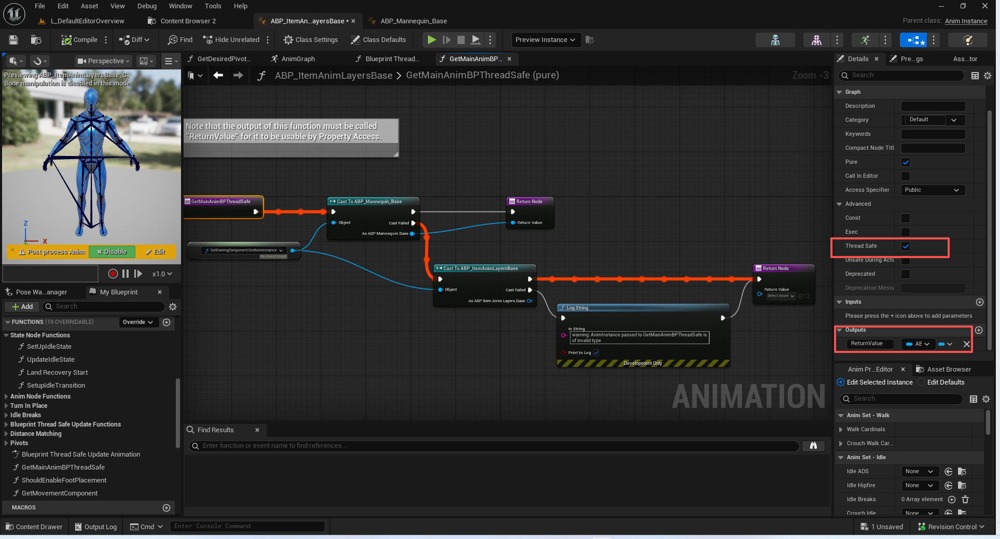 File Edit Asset View Debug Window Tools Help
L_DefaultEditorOverview
Content Browser 2
ABP_ItemAn...ayersBase •
ABP_Mannequin_Base
Parent class: Anim Instance
Compile
Diff
Find
Hide Unrelated
Class Settings
Class Defaults
Preview Instance
Perspective
Previewing ABP_ItemAnimLayersBase_C.
Bone manipulation is disabled in this mode.
Z
X
Post process Anim:
Disable
Edit
x1.0
Pose Wa...anager
My Blueprint
Add
Search
FUNCTIONS (19 OVERRIDABLE)
Override
State Node Functions
SetUpIdleState
UpdateIdleState
Land Recovery Start
SetupIdleTransition
Anim Node Functions
Turn In Place
Idle Breaks
Blueprint Thread Safe Update Functions
Distance Matching
Pivots
Blueprint Thread Safe Update Animation
GetMainAnimBPThreadSafe
ShouldEnableFootPlacement
GetMovementComponent
MACROS
GetDesiredPivot...
AnimGraph
Blueprint Thread...
GetMainAnimBP...
ABP_ItemAnimLayersBase > GetMainAnimBPThreadSafe (pure)
Zoom -3
Note that the output of this function must be called
"ReturnValue" for it to be usable by Property Access.
GetMainAnimBPThreadSafe
Cast To ABP_Mannequin_Base
Object
Cast Failed
As ABP Mannequin Base
Return Node
Return Value
GetOwningComponent.GetAnimInstance
Pre-Event Graph
Cast To ABP_ItemAnimLayersBase
Object
Cast Failed
As ABP Item Anim Layers Base
Return Node
Return Value
Select Asset
Log String
In String
warning: AnimInstance passed to GetMainAnimBPThreadSafe is
of invalid type
Print to Log
Development Only
ANIMATION
Find Results
Enter function or event name to find references...
Details
Pre...gs
Ass...tor
Search
Graph
Description
Category
Default
Keywords
Compact Node Titl
Pure
Call In Editor
Access Specifier
Public
Advanced
Const
Exec
Thread Safe
Unsafe During Actc
Deprecated
Deprecation Messa
Inputs
Please press the + icon above to add parameters
Outputs
ReturnValue
AE
Anim Pr...Editor
Asset Browser
Edit Selected Instance
Edit Defaults
Search
Anim Set - Walk
Walk Cardinals
Crouch Walk Car...
Anim Set - Idle
Idle ADS
None
Idle Hipfire
None
Idle Breaks
0 Array element
Crouch Idle
None
Content Drawer
Output Log
Cmd
Enter Console Command
1 Unsaved
Revision Control